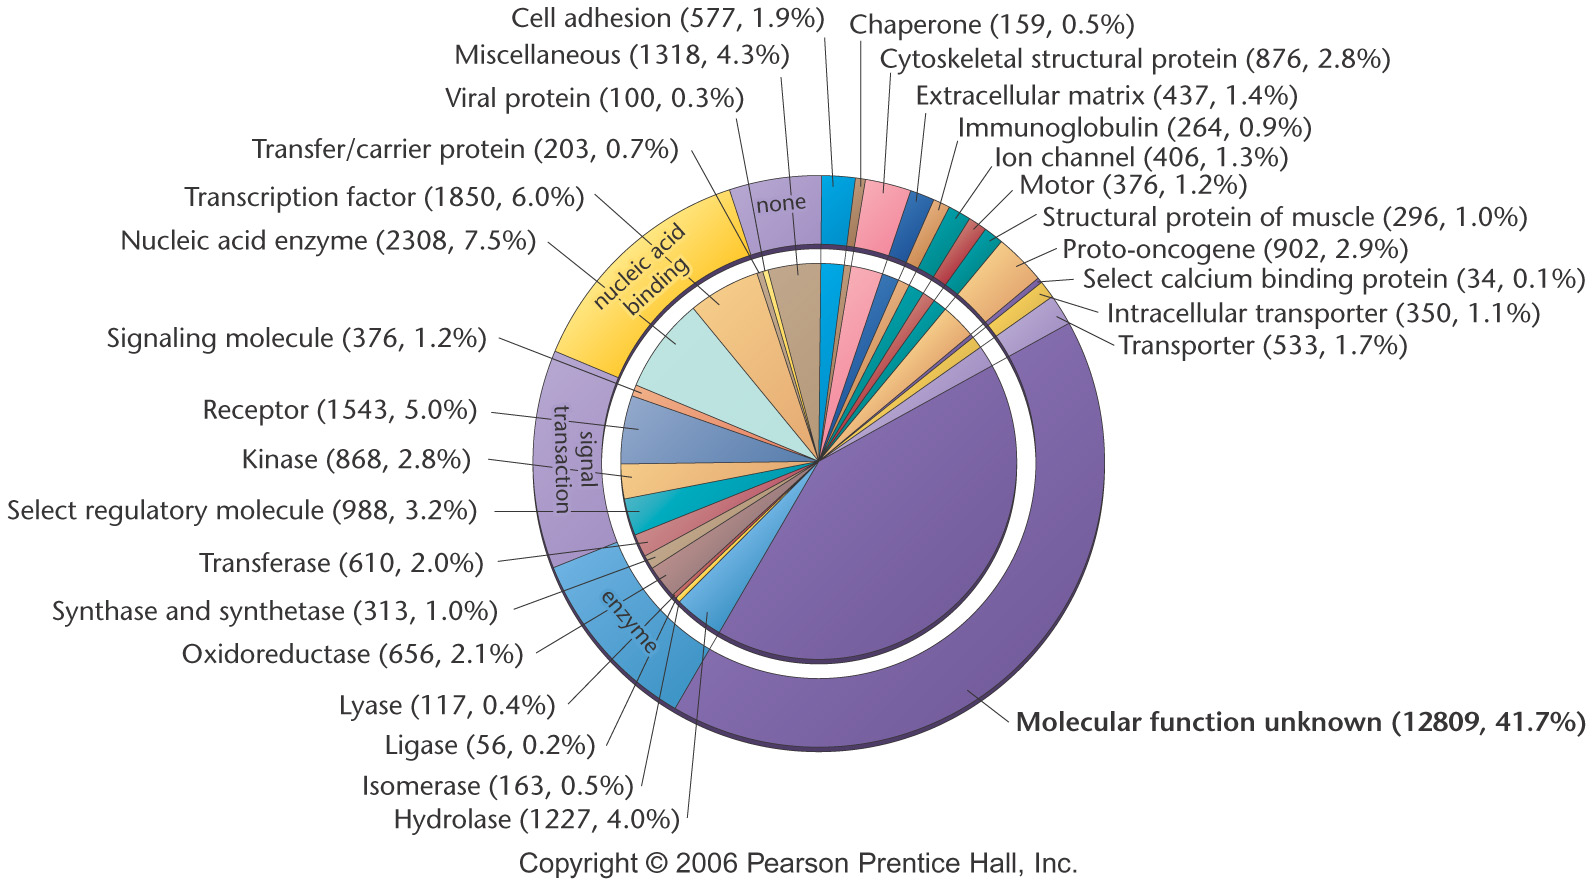 Cell adhesion (577, 1.9%)
Miscellaneous (1318, 4.3%)
Viral protein (100, 0.3%)
Transfer/carrier protein (203, 0.7%)
Transcription factor (1850, 6.0%)
Nucleic acid enzyme (2308, 7.5%)
Signaling molecule (376, 1.2%)
Receptor (1543, 5.0%)
Kinase (868, 2.8%)
Select regulatory molecule (988, 3.2%)
Transferase (610, 2.0%)
Synthase and synthetase (313, 1.0%)
Oxidoreductase (656, 2.1%)
Lyase (117, 0.4%)
Ligase (56, 0.2%)
Isomerase (163, 0.5%)
Hydrolase (1227, 4.0%)
Chaperone (159, 0.5%)
Cytoskeletal structural protein (876, 2.8%)
Extracellular matrix (437, 1.4%)
Immunoglobulin (264, 0.9%)
Ion channel (406, 1.3%)
Motor (376, 1.2%)
Structural protein of muscle (296, 1.0%)
Proto-oncogene (902, 2.9%)
Select calcium binding protein (34, 0.1%)
Intracellular transporter (350, 1.1%)
Transporter (533, 1.7%)
Molecular function unknown (12809, 41.7%)
none
nucleic acid
binding
signal
transaction
enzyme
Copyright © 2006 Pearson Prentice Hall, Inc.